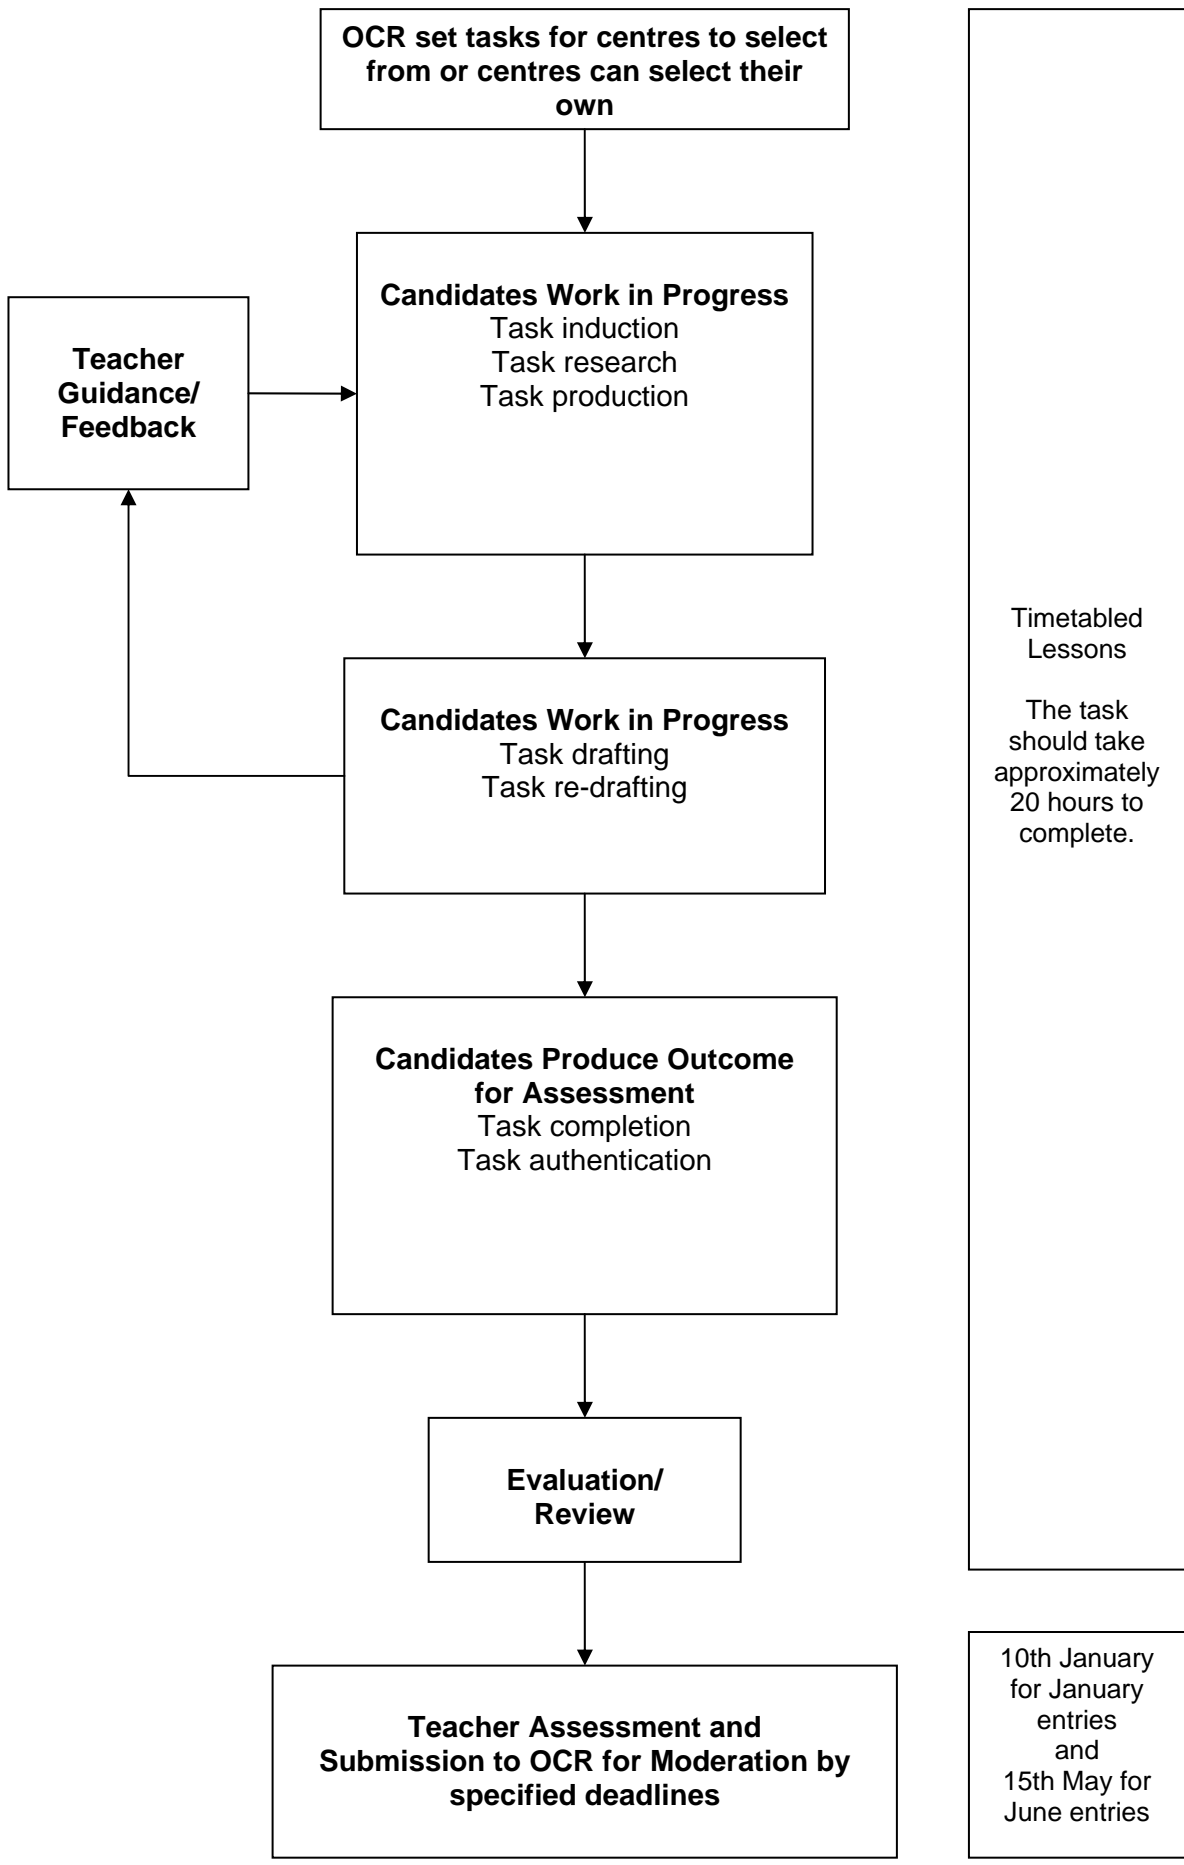 OCR set tasks for centres to select
from or centres can select their
own
Candidates Work in Progress
Task induction
Task research
Task production
Teacher
Guidance/
Feedback
Candidates Work in Progress
Task drafting
Task re-drafting
Candidates Produce Outcome
for Assessment
Task completion
Task authentication
Evaluation/
Review
Teacher Assessment and
Submission to OCR for Moderation by
specified deadlines
Timetabled
Lessons
The task
should take
approximately
20 hours to
complete.
10th January
for January
entries
and
15th May for
June entries